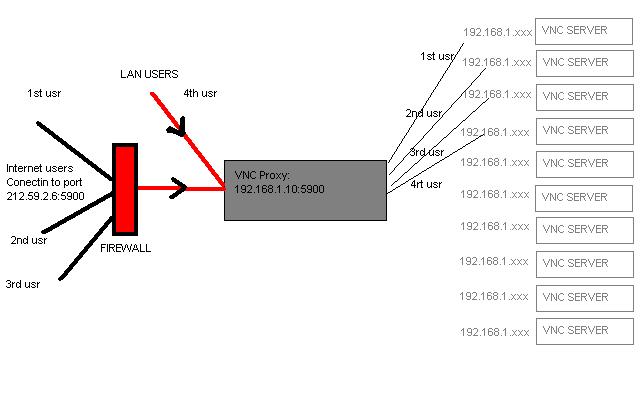 192.168.1.xxx VNC SERVER
1st usr
192.168.1.xxx VNC SERVER
LAN USERS
1st usr
4th usr
192.168.1.xxx VNC SERVER
2nd usr
192.168.1.xxx VNC SERVER
3rd usr
192.168.1.xxx VNC SERVER
Internet users
Conectin to port
212.59.2.6:5900
VNC Proxy:
192.168.1.10:5900
4rt usr
192.168.1.xxx VNC SERVER
2nd usr
FIREWALL
192.168.1.xxx VNC SERVER
192.168.1.xxx VNC SERVER
3rd usr
192.168.1.xxx VNC SERVER
192.168.1.xxx VNC SERVER